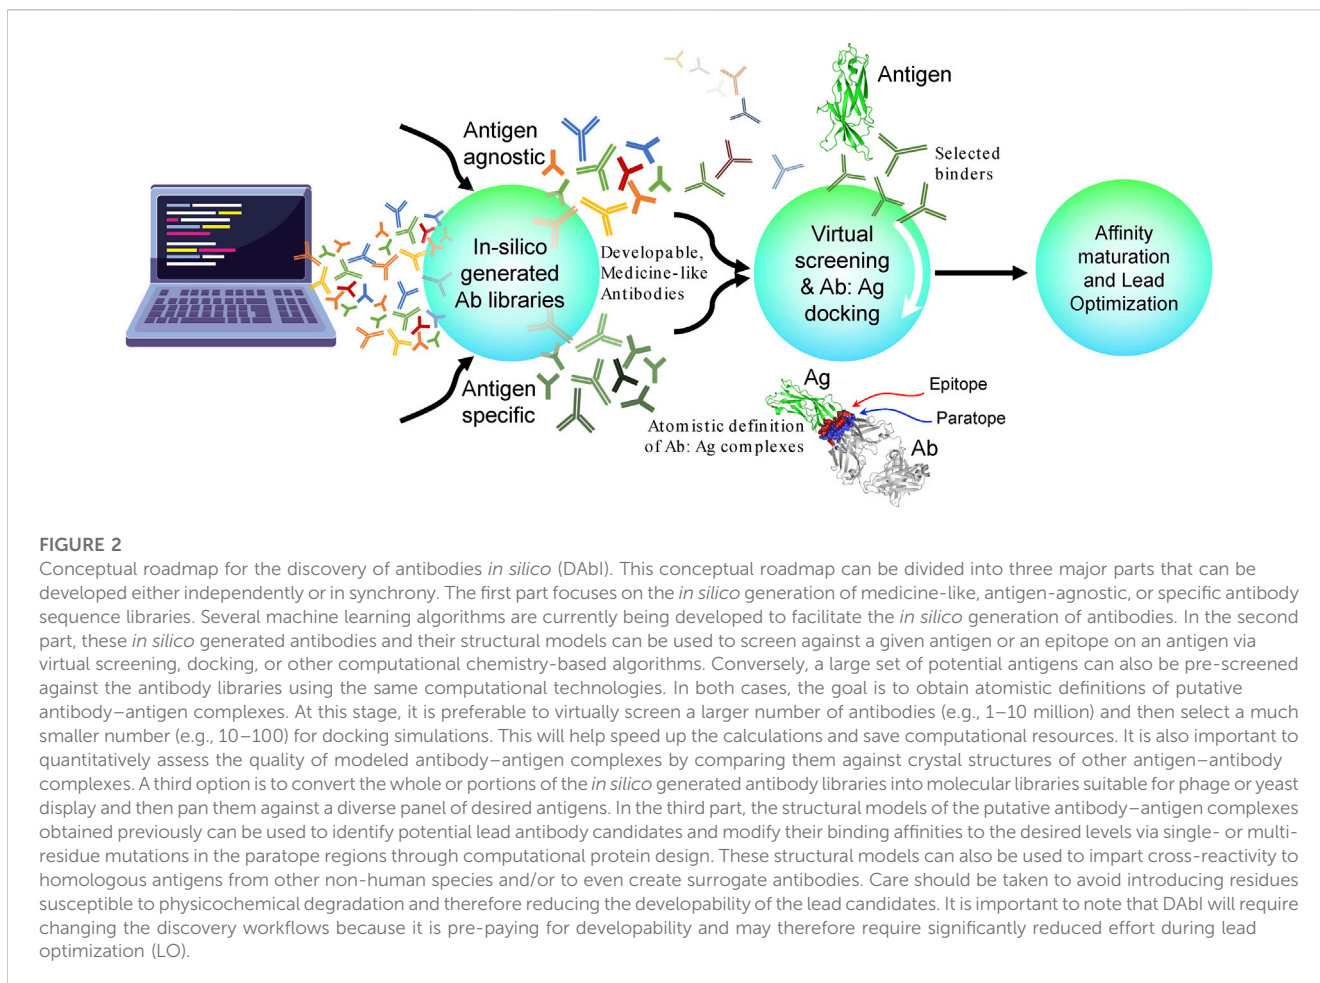 Antigen
agnostic
In-silico
generated
Ab libraries
Developable,
Medicine-like
Antibodies
Antigen
specific
Antigen
Selected
binders
Virtual
screening
& Ab: Ag
docking
Affinity
maturation
and Lead
Optimization
Ag
Epitope
Paratope
Atomistic definition
of Ab: Ag complexes
Ab
FIGURE 2
Conceptual roadmap for the discovery of antibodies in silico (DAbI). This conceptual roadmap can be divided into three major parts that can be
developed either independently or in synchrony. The first part focuses on the in silico generation of medicine-like, antigen-agnostic, or specific antibody
sequence libraries. Several machine learning algorithms are currently being developed to facilitate the in silico generation of antibodies. In the second
part, these in silico generated antibodies and their structural models can be used to screen against a given antigen or an epitope on an antigen via
virtual screening, docking, or other computational chemistry-based algorithms. Conversely, a large set of potential antigens can also be pre-screened
against the antibody libraries using the same computational technologies. In both cases, the goal is to obtain atomistic definitions of putative
antibody–antigen complexes. At this stage, it is preferable to virtually screen a larger number of antibodies (e.g., 1–10 million) and then select a much
smaller number (e.g., 10–100) for docking simulations. This will help speed up the calculations and save computational resources. It is also important to
quantitatively assess the quality of modeled antibody–antigen complexes by comparing them against crystal structures of other antigen–antibody
complexes. A third option is to convert the whole or portions of the in silico generated antibody libraries into molecular libraries suitable for phage or yeast
display and then pan them against a diverse panel of desired antigens. In the third part, the structural models of the putative antibody–antigen complexes
obtained previously can be used to identify potential lead antibody candidates and modify their binding affinities to the desired levels via single- or multi-
residue mutations in the paratope regions through computational protein design. These structural models can also be used to impart cross-reactivity to
homologous antigens from other non-human species and/or to even create surrogate antibodies. Care should be taken to avoid introducing residues
susceptible to physicochemical degradation and therefore reducing the developability of the lead candidates. It is important to note that DAbI will require
changing the discovery workflows because it is pre-paying for developability and may therefore require significantly reduced effort during lead
optimization (LO).